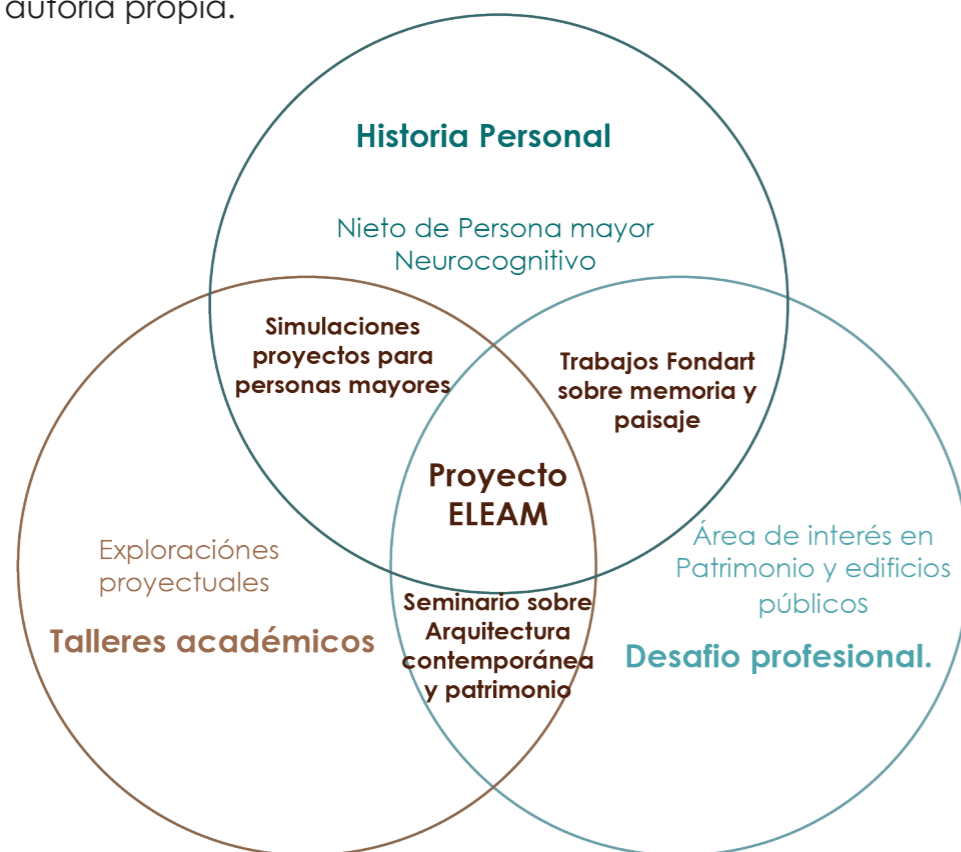 autoría propia.
Historia Personal
Nieto de Persona mayor
Neurocognitivo
Simulaciones
proyectos para
personas mayores
Trabajos Fondart
sobre memoria y
paisaje
Proyecto
ELEAM
Exploraciónes
proyectuales
Talleres académicos
Área de interés en
Patrimonio y edificios
públicos
Desafio profesional.
Seminario sobre
Arquitectura
contemporánea
y patrimonio